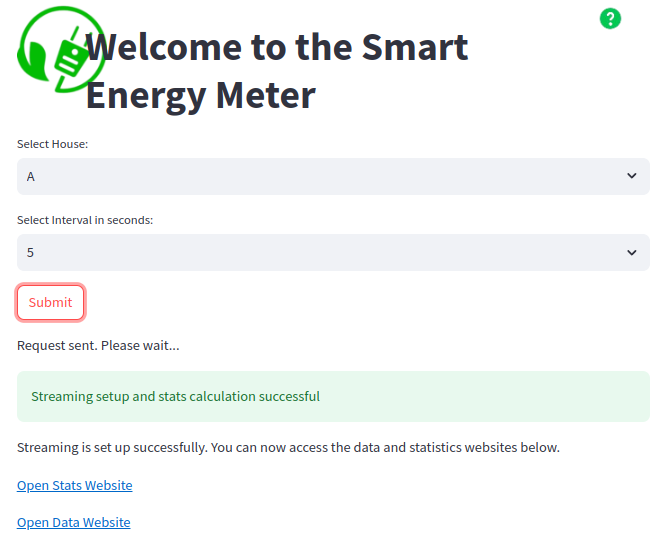 Welcome to the Smart
Energy Meter
?
Select House:
A
Select Interval in seconds:
5
Submit
Request sent. Please wait...
Streaming setup and stats calculation successful
Streaming is set up successfully. You can now access the data and statistics websites below.
Open Stats Website
Open Data Website